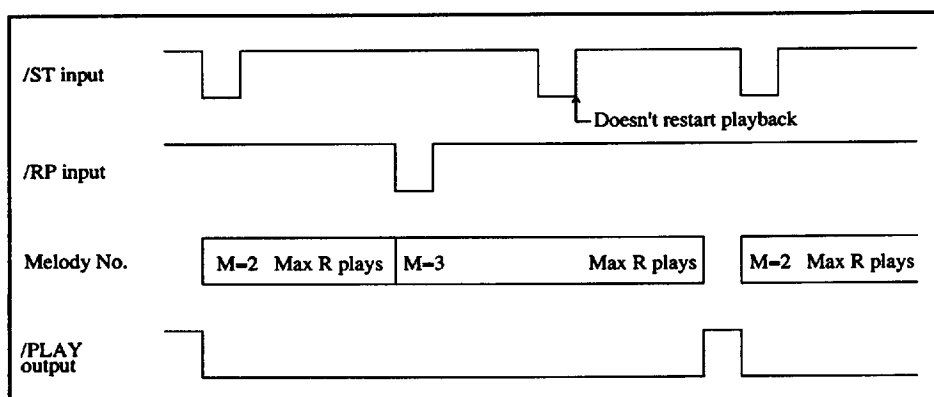 /ST input
Doesn't restart playback
/RP input
Melody No.
M=2 Max R plays
M=3 Max R plays
M=2 Max R plays
/PLAY
output